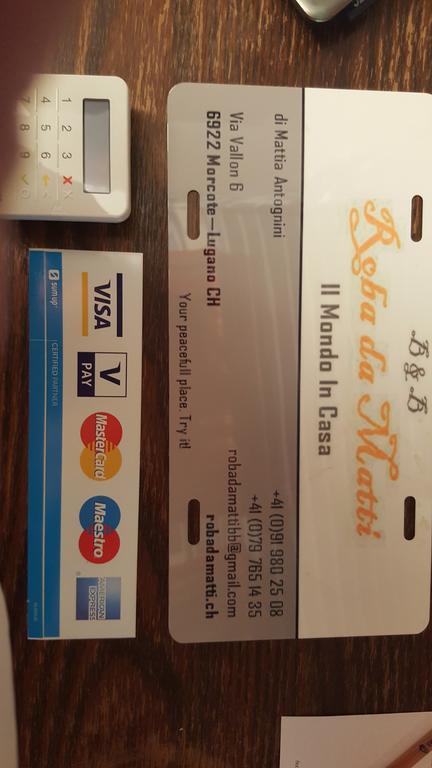 B & B
Roba da Matti
Il Mondo In Casa
di Mattia Antognini
+41 (0)91 980 25 08
+41 (0)79 765 14 35
Via Vallon 6
robadamattibb@gmail.com
6922 Morcote-Lugano CH
robadamatti.ch
Your peacefull place. Try it!
VISA
V PAY
MasterCard
Maestro
AMERICAN EXPRESS
sumup
CERTIFIED PARTNER
1 2 3 X
4 5 6 ←
7 8 9 ✓